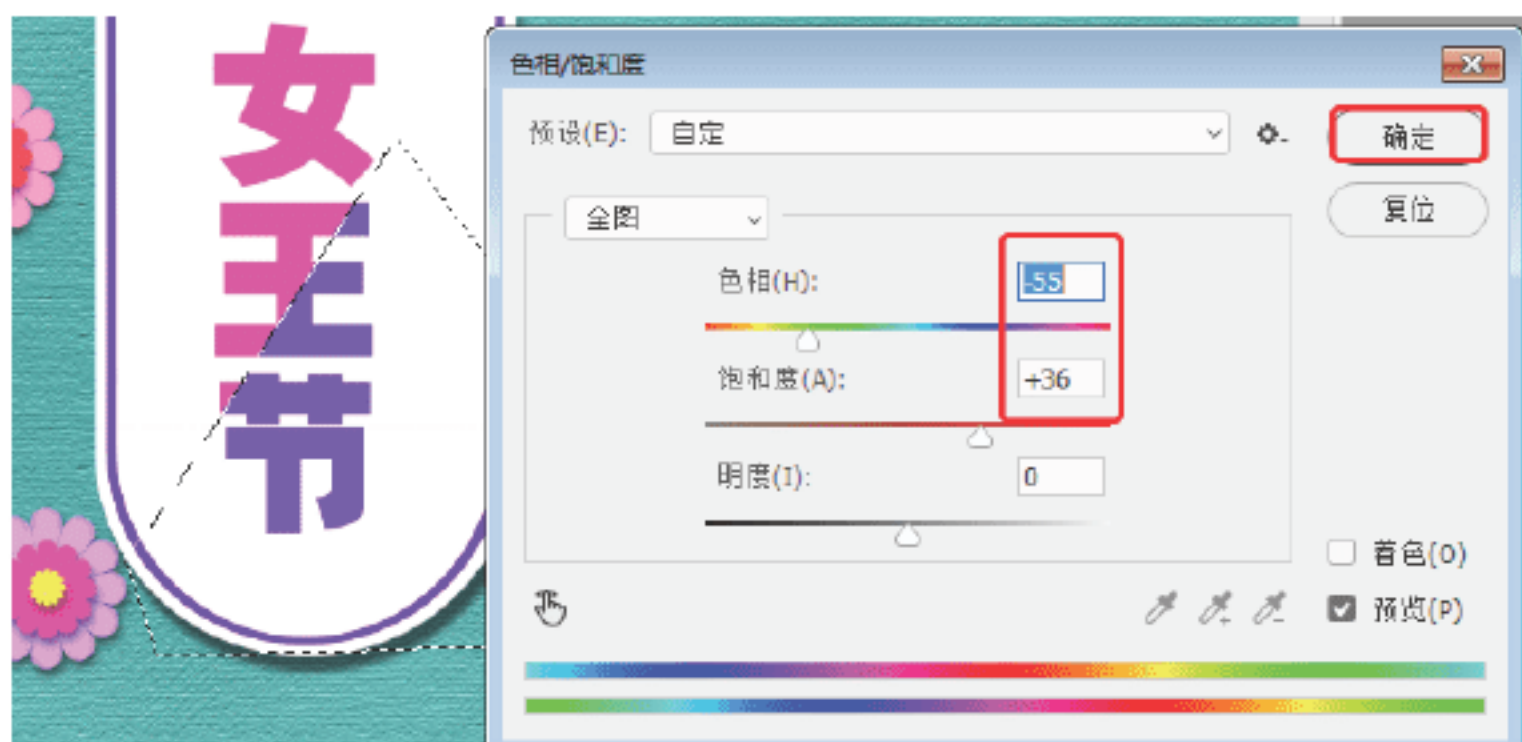 女
王
节
色相/饱和度
预设(E): 自定
确定
全图
复位
色相(H): -55
饱和度(A): +36
明度(I): 0
着色(O)
预览(P)